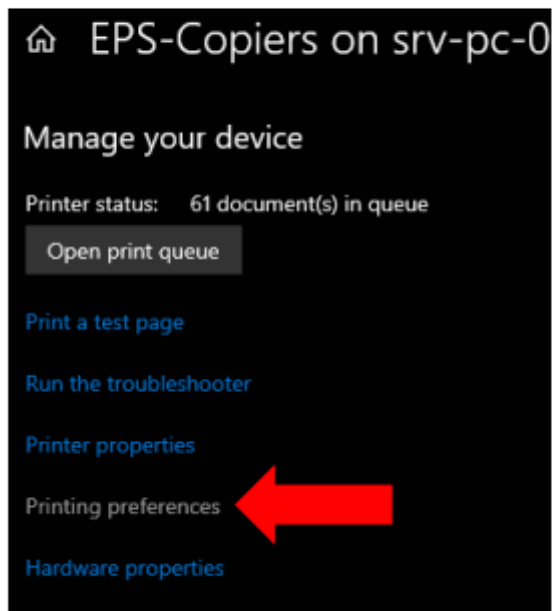 EPS-Copiers on srv-pc-0
Manage your device
Printer status: 61 document(s) in queue
Open print queue
Print a test page
Run the troubleshooter
Printer properties
Printing preferences
Hardware properties